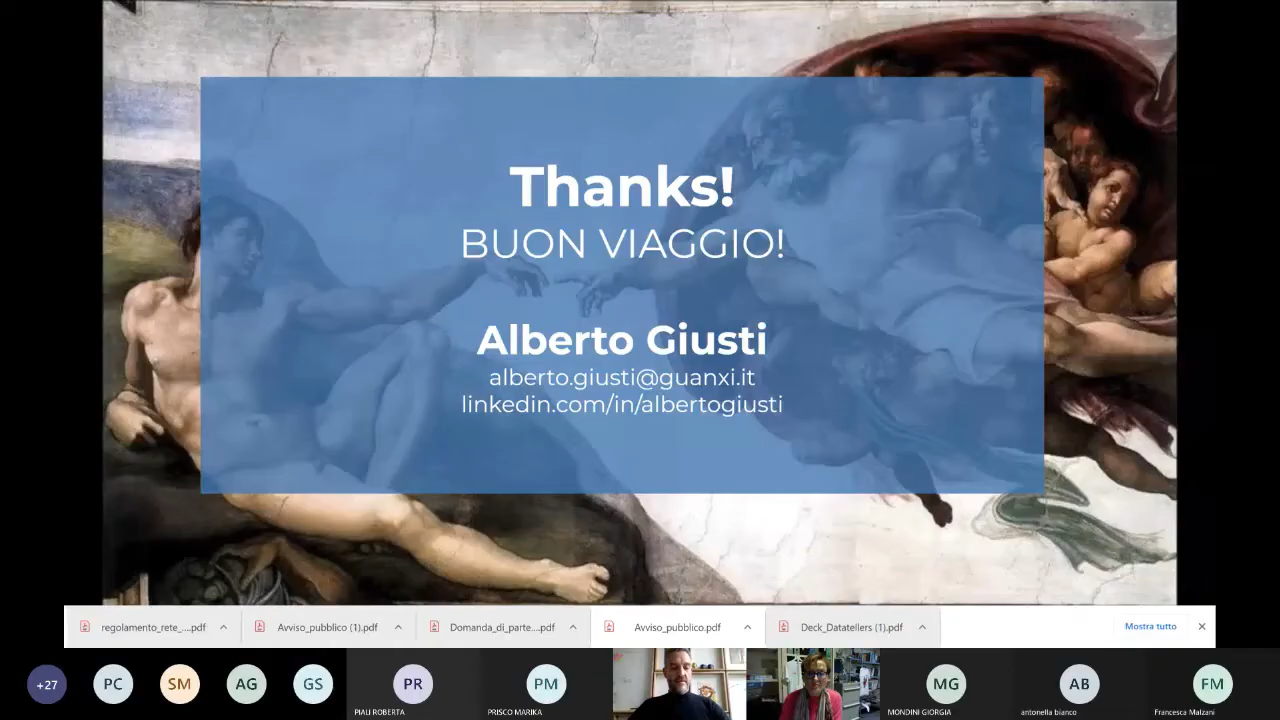 Thanks!
BUON VIAGGIO!
Alberto Giusti
alberto.giusti@guanxi.it
linkedin.com/in/albertogiusti
regolamento_rete_....pdf
Avviso_pubblico (1).pdf
Domanda_di_parte....pdf
Avviso_pubblico.pdf
Deck_Datatellers (1).pdf
Mostra tutto
+27
PC
SM
AG
GS
PR
PIALI ROBERTA
PM
PRISCO MARIKA
MG
MONDINI GIORGIA
AB
antonella bianco
FM
Francesca Malzani